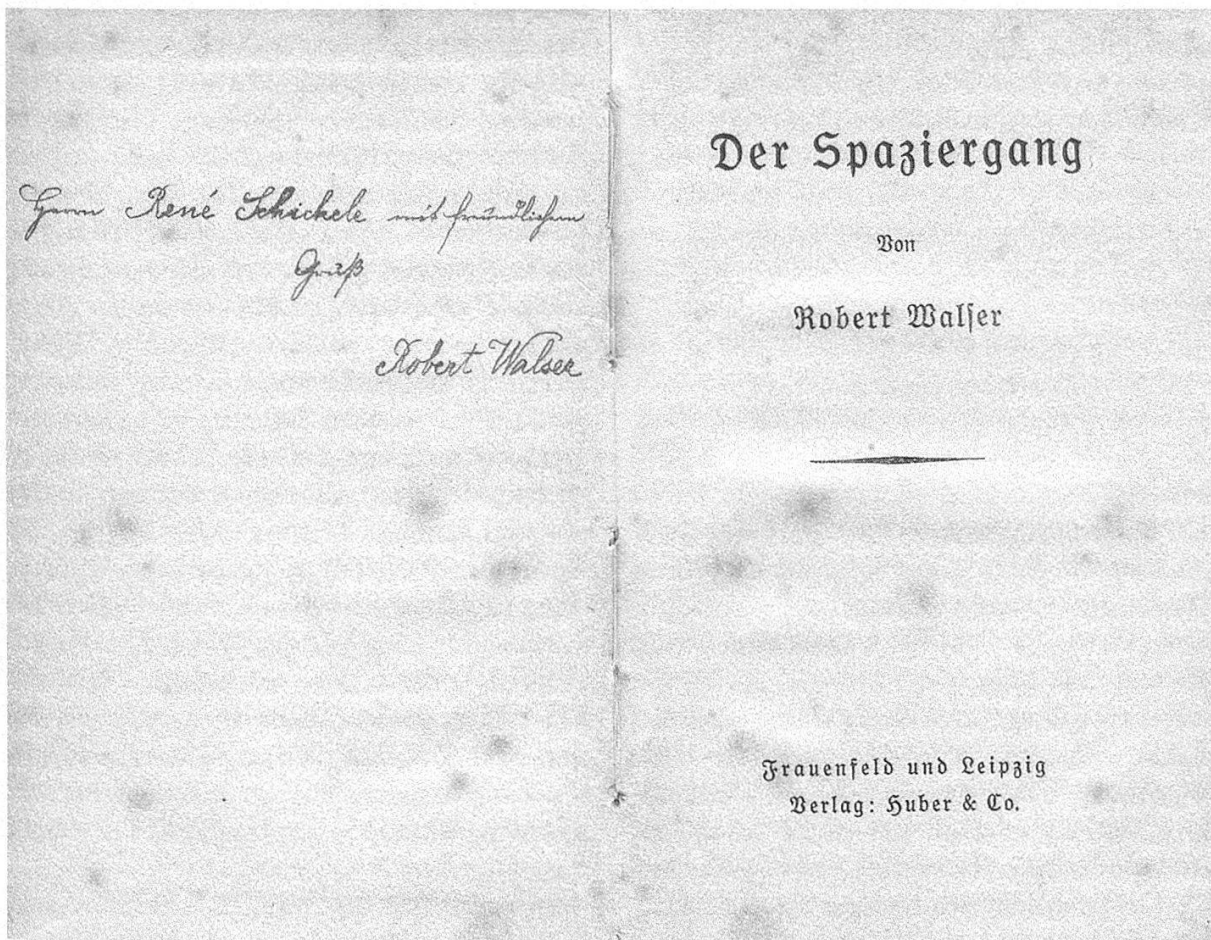 Herrn René Schickele mit freundlichem
Gruß
Robert Walser
Der Spaziergang
Von
Robert Walser
Frauenfeld und Leipzig
Verlag: Huber & Co.